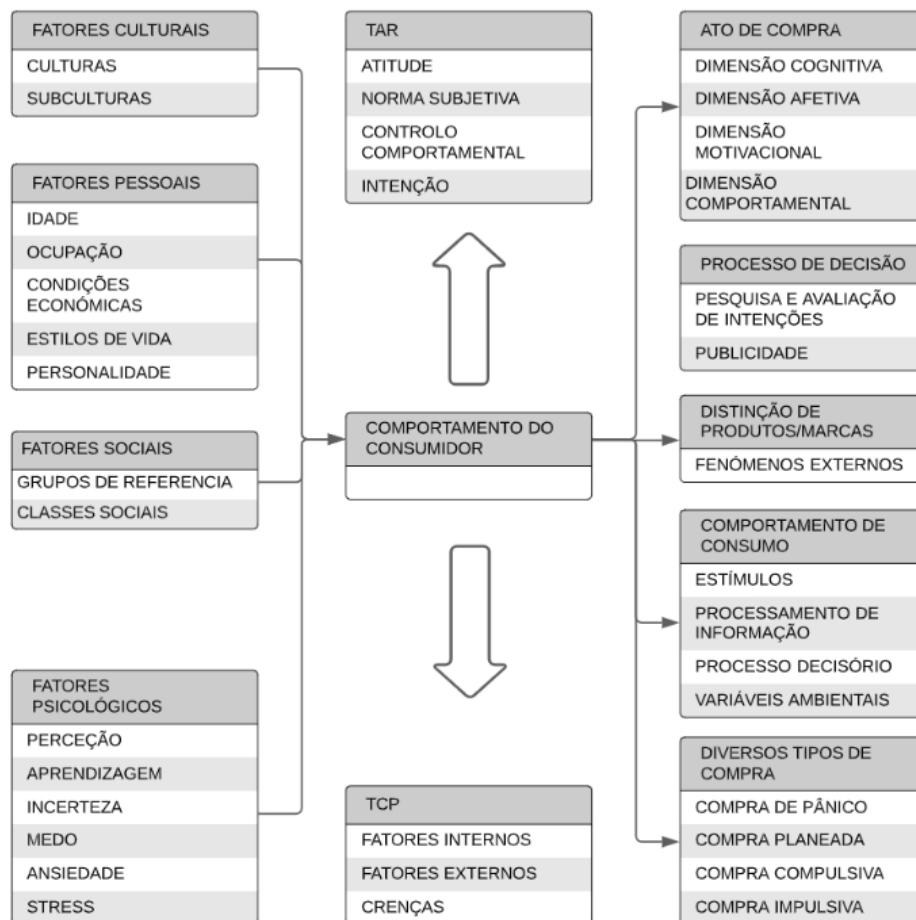 FATORES CULTURAIS
CULTURAS
SUBCULTURAS
FATORES PESSOAIS
IDADE
OCUPAÇÃO
CONDIÇÕES
ECONÓMICAS
ESTILOS DE VIDA
PERSONALIDADE
FATORES SOCIAIS
GRUPOS DE REFERENCIA
CLASSES SOCIAIS
FATORES
PSICOLÓGICOS
PERCEÇÃO
APRENDIZAGEM
INCERTEZA
MEDO
ANSIEDADE
STRESS
TAR
ATITUDE
NORMA SUBJETIVA
CONTROLO
COMPORTAMENTAL
INTENÇÃO
COMPORTAMENTO DO
CONSUMIDOR
TCP
FATORES INTERNOS
FATORES EXTERNOS
CRENÇAS
ATO DE COMPRA
DIMENSÃO COGNITIVA
DIMENSÃO AFETIVA
DIMENSÃO
MOTIVACIONAL
DIMENSÃO
COMPORTAMENTAL
PROCESSO DE DECISÃO
PESQUISA E AVALIAÇÃO
DE INTENÇÕES
PUBLICIDADE
DISTINÇÃO DE
PRODUTOS/MARCAS
FENÓMENOS EXTERNOS
COMPORTAMENTO DE
CONSUMO
ESTÍMULOS
PROCESSAMENTO DE
INFORMAÇÃO
PROCESSO DECISÓRIO
VARIÁVEIS AMBIENTAIS
DIVERSOS TIPOS DE
COMPRA
COMPRA DE PÂNICO
COMPRA PLANEADA
COMPRA COMPULSIVA
COMPRA IMPULSIVA